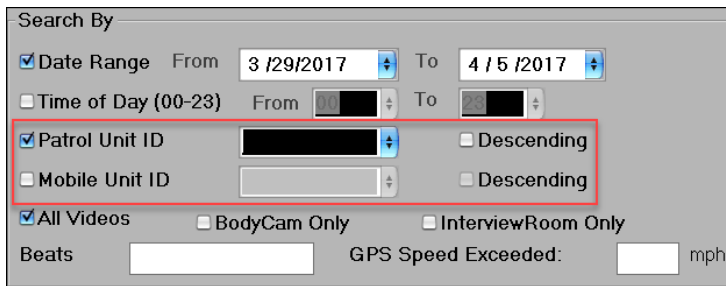 Search By
Date Range From 3 /29/2017 To 4 / 5 /2017
Time of Day (00-23) From 00 To 23
Patrol Unit ID Descending
Mobile Unit ID Descending
All Videos BodyCam Only InterviewRoom Only
Beats GPS Speed Exceeded: mph